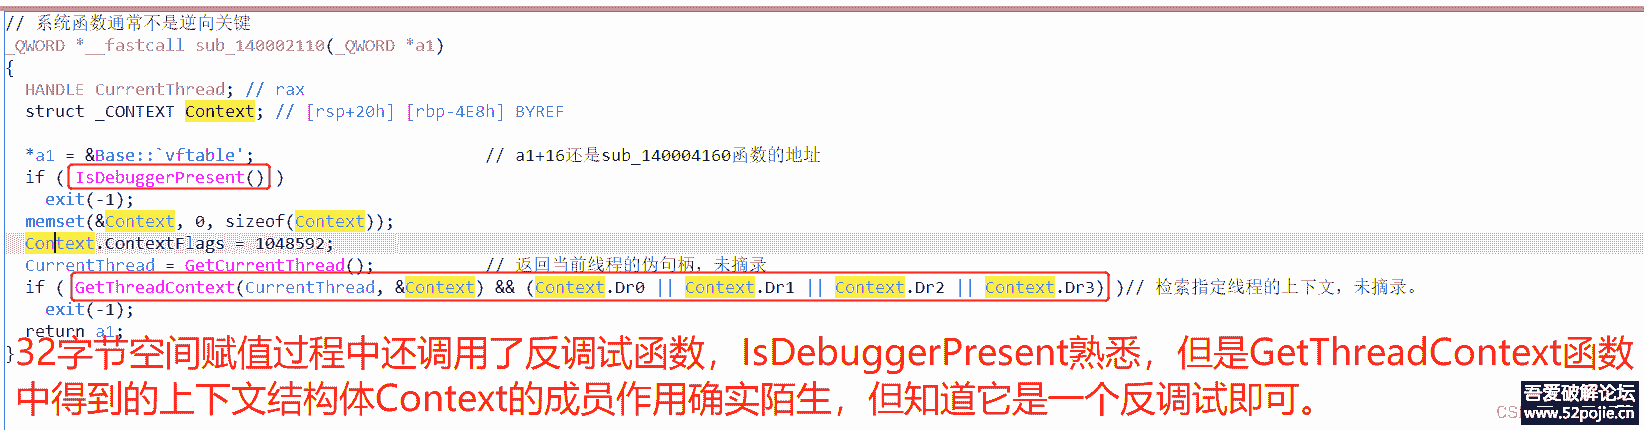 // 系统函数通常不是逆向关键
_QWORD *__fastcall sub_140002110(_QWORD *a1)
{
HANDLE CurrentThread; // rax
struct _CONTEXT Context; // [rsp+20h] [rbp-4E8h] BYREF
*a1 = &Base::`vftable'; // a1+16还是sub_140004160函数的地址
if ( IsDebuggerPresent() )
exit(-1);
memset(&Context, 0, sizeof(Context));
Context.ContextFlags = 1048592;
CurrentThread = GetCurrentThread(); // 返回当前线程的伪句柄，未摘录
if ( GetThreadContext(CurrentThread, &Context) && (Context.Dr0 || Context.Dr1 || Context.Dr2 || Context.Dr3) )// 检索指定线程的上下文，未摘录。
exit(-1);
return a1;
}
32字节空间赋值过程中还调用了反调试函数，IsDebuggerPresent熟悉，但是GetThreadContext函数
中得到的上下文结构体Context的成员作用确实陌生，但知道它是一个反调试即可。
吾爱破解论坛
www.52pojie.cn